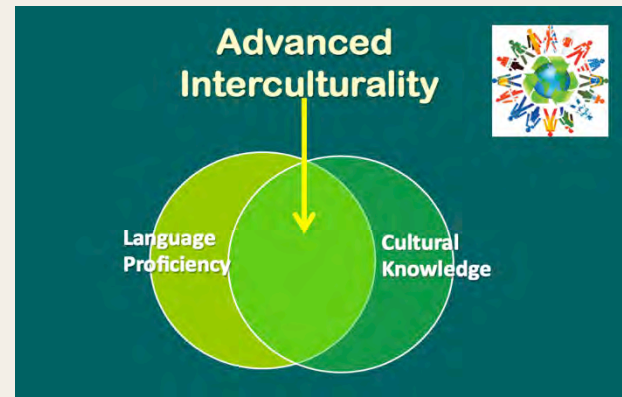 Advanced
Interculturality
Language
Proficiency
Cultural
Knowledge